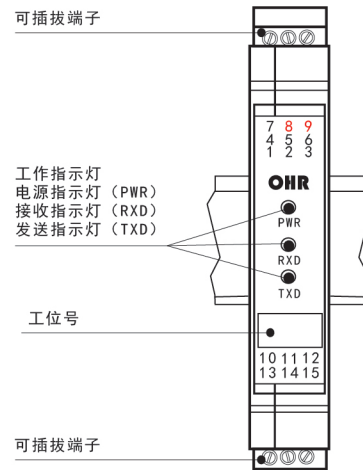 可插拔端子
7 8 9
4 5 6
1 2 3
OHR
工作指示灯
电源指示灯（PWR）
接收指示灯（RXD）
发送指示灯（TXD）
PWR
RXD
TXD
工位号
10 11 12
13 14 15
可插拔端子